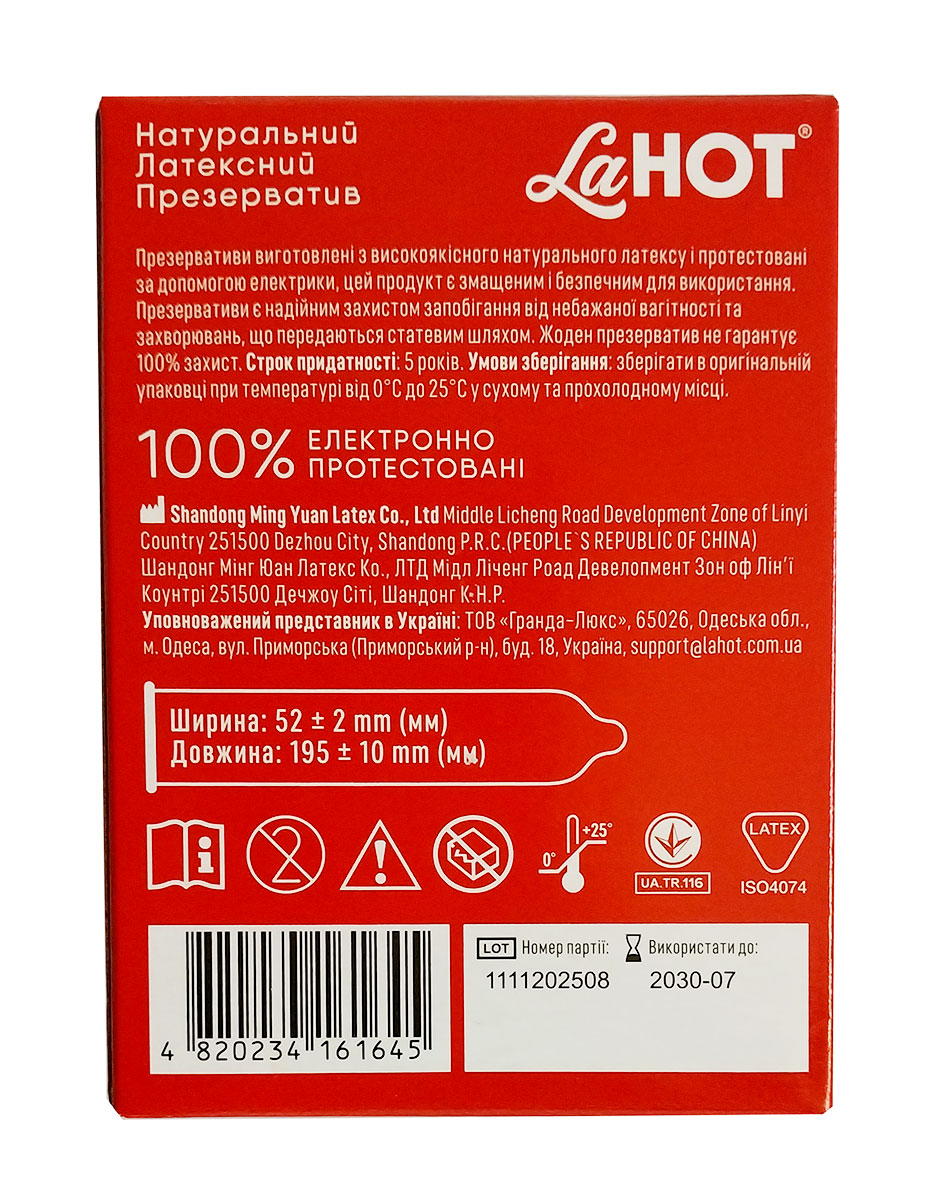 Натуральний
Латексний
Презерватив
LaHOT®
Презервативи виготовлені з високоякісного натурального латексу і протестовані
за допомогою електрики, цей продукт є змащеним і безпечним для використання.
Презервативи є надійним захистом запобігання від небажаної вагітності та
захворювань, що передаються статевим шляхом. Жоден презерватив не гарантує
100% захист. Строк придатності: 5 років. Умови зберігання: зберігати в оригінальній
упаковці при температурі від 0°C до 25°C у сухому та прохолодному місці.
100% ЕЛЕКТРОННО
ПРОТЕСТОВАНІ
Shandong Ming Yuan Latex Co., Ltd Middle Licheng Road Development Zone of Linyi
Country 251500 Dezhou City, Shandong P.R.C.(PEOPLE`S REPUBLIC OF CHINA)
Шандонг Мінг Юан Латекс Ко., ЛТД Мідл Ліченг Роад Девелопмент Зон оф Лін’ї
Коунтрі 251500 Дечжоу Сіті, Шандонг К.Н.Р.
Уповноважений представник в Україні: ТОВ «Гранда-Люкс», 65026, Одеська обл.,
м. Одеса, вул. Приморська (Приморський р-н), буд. 18, Україна, support@lahot.com.ua
Ширина: 52 ± 2 mm (мм)
Довжина: 195 ± 10 mm (мм)
2
0° +25°
UA.TR.116
LATEX
ISO4074
LOT Номер партії: Використати до:
1111202508 2030-07
4 820234 161645